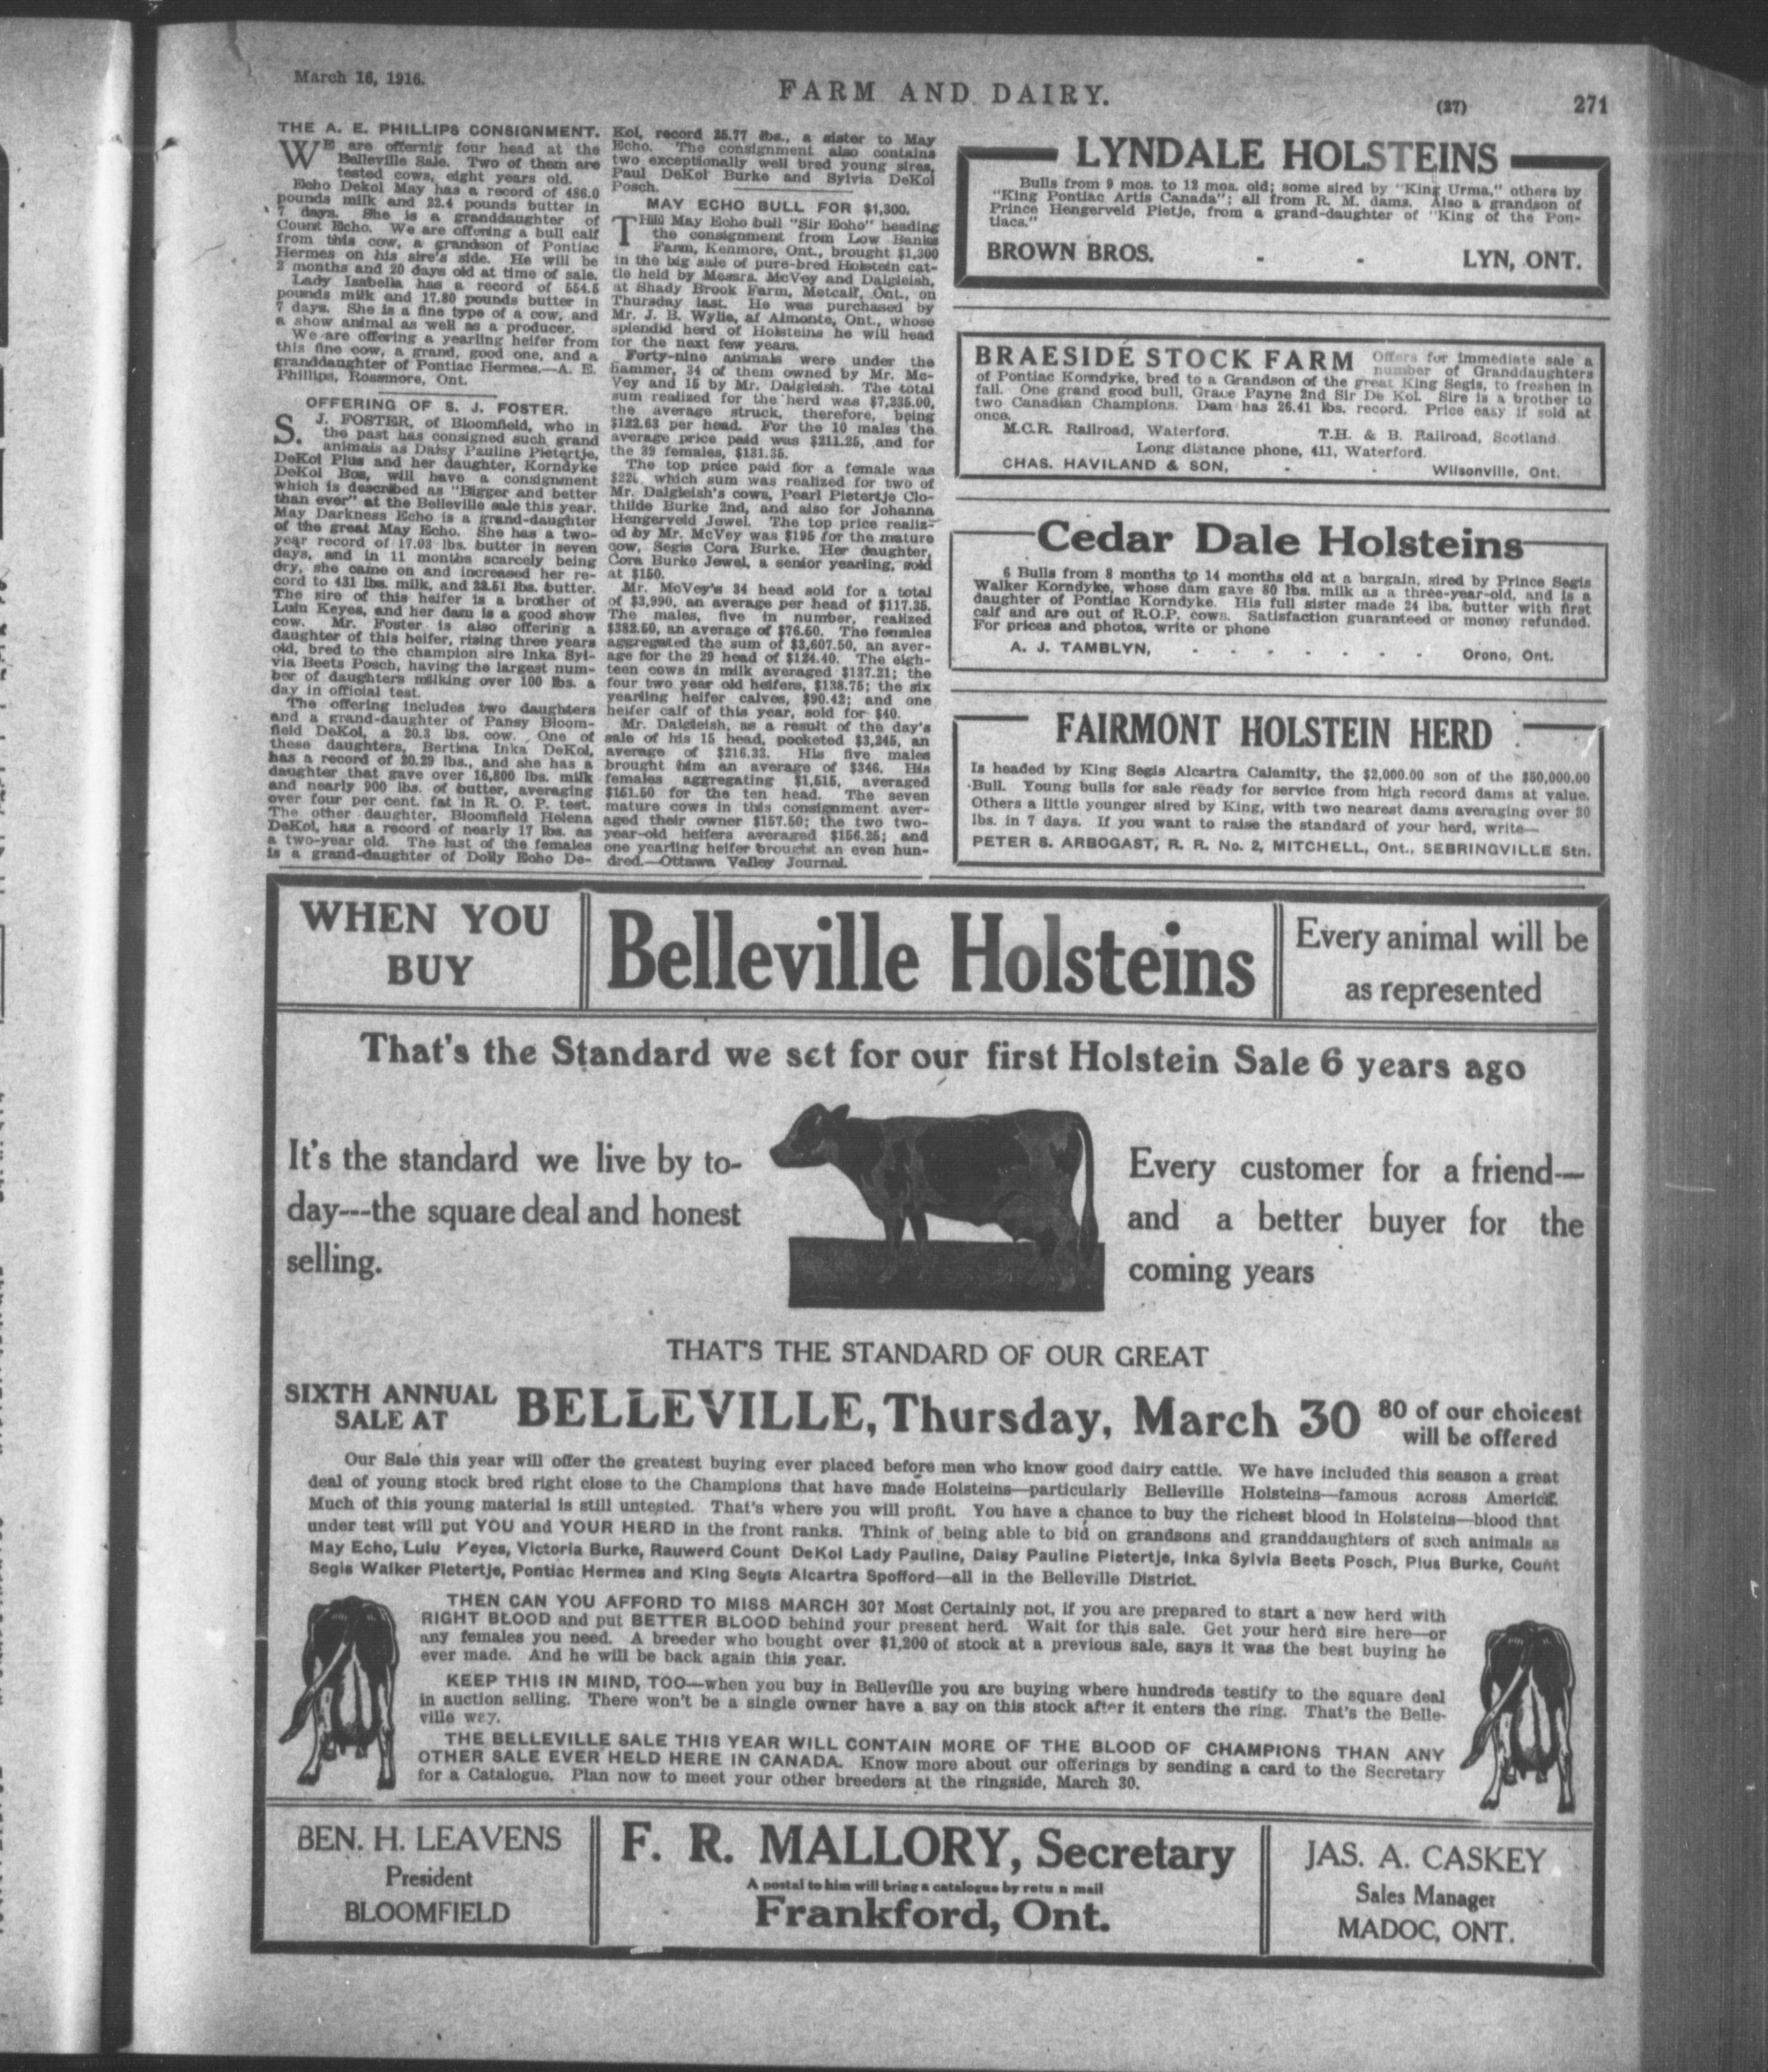 March 16, 1916.
FARM AND DAIRY.
(27)
271
THE A. E. PHILLIPS CONSIGNMENT.
WE are offernig four head at the
Belleville Sale. Two of them are
tested cows, eight years old.
Echo Dekol May has a record of 486.0
pounds milk and 22.4 pounds butter in
7 days. She is a granddaughter of
Count Echo. We are offering a bull calf
from this cow, a grandson of Pontiac
Hermes on his sire's side. He will be
2 months and 20 days old at time of sale.
Lady Isabella has a record of 554.5
pounds milk and 17.80 pounds butter in
7 days. She is a fine type of a cow, and
a show animal as well as a producer.
We are offering a yearling heifer from
this fine cow, a grand, good one, and a
granddaughter of Pontiac Hermes.—A. E.
Phillips, Rossmore, Ont.
OFFERING OF S. J. FOSTER.
S. J. FOSTER, of Bloomfield, who in
the past has consigned such grand
animals as Daisy Pauline Pietertje,
DeKol Plus and her daughter, Korndyke
DeKol Bos, will have a consignment
which is described as "Bigger and better
than ever" at the Belleville sale this year.
May Darkness Echo is a grand-daughter
of the great May Echo. She has a two-
year record of 17.03 lbs. butter in seven
days, and in 11 months scarcely being
dry, she came on and increased her re-
cord to 431 lbs. milk, and 22.51 lbs. butter.
The sire of this heifer is a brother of
Lulu Keyes, and her dam is a good show
cow. Mr. Foster is also offering a
daughter of this heifer, rising three years
old, bred to the champion sire Inka Syl-
via Beets Posch, having the largest num-
ber of daughters milking over 100 lbs. a
day in official test.
The offering includes two daughters
and a grand-daughter of Pansy Bloom-
field DeKol, a 20.3 lbs. cow. One of
these daughters, Bertina Inka DeKol,
has a record of 20.29 lbs., and she has a
daughter that gave over 16,800 lbs. milk
and nearly 900 lbs. of butter, averaging
over four per cent. fat in R. O. P. test.
The other daughter, Bloomfield Helena
DeKol, has a record of nearly 17 lbs. as
a two-year old. The last of the females
is a grand-daughter of Dolly Echo De-
Kol, record 25.77 lbs., a sister to May
Echo. The consignment also contains
two exceptionally well bred young sires,
Paul DeKol Burke and Sylvia DeKol
Posch.
MAY ECHO BULL FOR $1,300.
THE May Echo bull "Sir Echo" heading
the consignment from Low Banks
Farm, Kenmore, Ont., brought $1,300
in the big sale of pure-bred Holstein cat-
tle held by Messrs. McVey and Dalgleish,
at Shady Brook Farm, Metcalf, Ont., on
Thursday last. He was purchased by
Mr. J. B. Wylie, af Almonte, Ont., whose
splendid herd of Holsteins he will head
for the next few years.
Forty-nine animals were under the
hammer, 34 of them owned by Mr. Mc-
Vey and 15 by Mr. Dalgleish. The total
sum realized for the herd was $7,235.00,
the average struck, therefore, being
$122.63 per head. For the 10 males the
average price paid was $211.25, and for
the 39 females, $131.35.
The top price paid for a female was
which sum was realized for two of
Mr. Dalgleish's cows, Pearl Pietertje Clo-
thilde Burke 2nd, and also for Johanna
Hengerveld Jewel. The top price realiz-
ed by Mr. McVey was $195 for the mature
cow, Segis Cora Burke. Her daughter,
Cora Burke Jewel, a senior yearling, sold
at $150.
Mr. McVey's 34 head sold for a total
of $3,990, an average per head of $117.35.
The males, five in number, realized
$382.50, an average of $76.50. The females
aggregated the sum of $3,607.50, an aver-
age for the 29 head of $124.40. The eigh-
teen cows in milk averaged $137.21; the
four two year old heifers, $138.75; the six
yearling heifer calves, $90.42; and one
heifer calf of this year, sold for $40.
Mr. Dalgleish, as a result of the day's
sale of his 15 head, pocketed $3,245, an
average of $216.33. His five males
brought him an average of $346. His
females aggregating $1,515, averaged
$151.50 for the ten head. The seven
mature cows in this consignment aver-
aged their owner $157.50; the two two-
year-old heifers averaged $156.25; and
one yearling heifer brought an even hun-
dred.—Ottawa Valley Journal.
LYNDALE HOLSTEINS
Bulls from 9 mos. to 12 mos. old; some sired by "King Urma," others by
"King Pontiac Artis Canada"; all from R. M. dams. Also a grandson of
Prince Hengerveld Pietje, from a grand-daughter of "King of the Pon-
tiacs."
BROWN BROS. - - LYN, ONT.
BRAESIDE STOCK FARM Offers for immediate sale a
number of Granddaughters
of Pontiac Korndyke, bred to a Grandson of the great King Segis, to freshen in
fall. One grand good bull, Grace Payne 2nd Sir De Kol. Sire is a brother to
two Canadian Champions. Dam has 26.41 lbs. record. Price easy if sold at
once.
M.C.R. Railroad, Waterford. T.H. & B. Railroad, Scotland
Long distance phone, 411, Waterford.
CHAS. HAVILAND & SON, - - Wilsonville, Ont.
Cedar Dale Holsteins
6 Bulls from 8 months to 14 months old at a bargain, sired by Prince Segis
Walker Korndyke, whose dam gave 80 lbs. milk as a three-year-old, and is a
daughter of Pontiac Korndyke. His full sister made 24 lbs. butter with first
calf and are out of R.O.P. cows. Satisfaction guaranteed or money refunded.
For prices and photos, write or phone
A. J. TAMBLYN, - - - - - - - Orono, Ont.
FAIRMONT HOLSTEIN HERD
Is headed by King Segis Alcartra Calamity, the $2,000.00 son of the $50,000.00
Bull. Young bulls for sale ready for service from high record dams at value.
Others a little younger sired by King, with two nearest dams averaging over 30
lbs. in 7 days. If you want to raise the standard of your herd, write—
PETER S. ARBOGAST, R. R. No. 2, MITCHELL, Ont., SEBRINGVILLE Stn.
WHEN YOU
BUY
Belleville Holsteins
Every animal will be
as represented
That's the Standard we set for our first Holstein Sale 6 years ago
It's the standard we live by to-
day---the square deal and honest
selling.
Every customer for a friend—
and a better buyer for the
coming years
THAT'S THE STANDARD OF OUR GREAT
SIXTH ANNUAL
SALE AT
BELLEVILLE, Thursday, March 30
80 of our choicest
will be offered
Our Sale this year will offer the greatest buying ever placed before men who know good dairy cattle. We have included this season a great
deal of young stock bred right close to the Champions that have made Holsteins—particularly Belleville Holsteins—famous across America.
Much of this young material is still untested. That's where you will profit. You have a chance to buy the richest blood in Holsteins—blood that
under test will put YOU and YOUR HERD in the front ranks. Think of being able to bid on grandsons and granddaughters of such animals as
May Echo, Lulu Keyes, Victoria Burke, Rauwerd Count DeKol Lady Pauline, Daisy Pauline Pietertje, Inka Sylvia Beets Posch, Plus Burke, Count
Segis Walker Pietertje, Pontiac Hermes and King Segis Alcartra Spofford—all in the Belleville District.
THEN CAN YOU AFFORD TO MISS MARCH 30? Most Certainly not, if you are prepared to start a new herd with
RIGHT BLOOD and put BETTER BLOOD behind your present herd. Wait for this sale. Get your herd sire here—or
any females you need. A breeder who bought over $1,200 of stock at a previous sale, says it was the best buying he
ever made. And he will be back again this year.
KEEP THIS IN MIND, TOO—when you buy in Belleville you are buying where hundreds testify to the square deal
in auction selling. There won't be a single owner have a say on this stock after it enters the ring. That's the Belle-
ville way.
THE BELLEVILLE SALE THIS YEAR WILL CONTAIN MORE OF THE BLOOD OF CHAMPIONS THAN ANY
OTHER SALE EVER HELD HERE IN CANADA. Know more about our offerings by sending a card to the Secretary
for a Catalogue. Plan now to meet your other breeders at the ringside, March 30.
BEN. H. LEAVENS
President
BLOOMFIELD
F. R. MALLORY, Secretary
A postal to him will bring a catalogue by retu n mail
Frankford, Ont.
JAS. A. CASKEY
Sales Manager
MADOC, ONT.